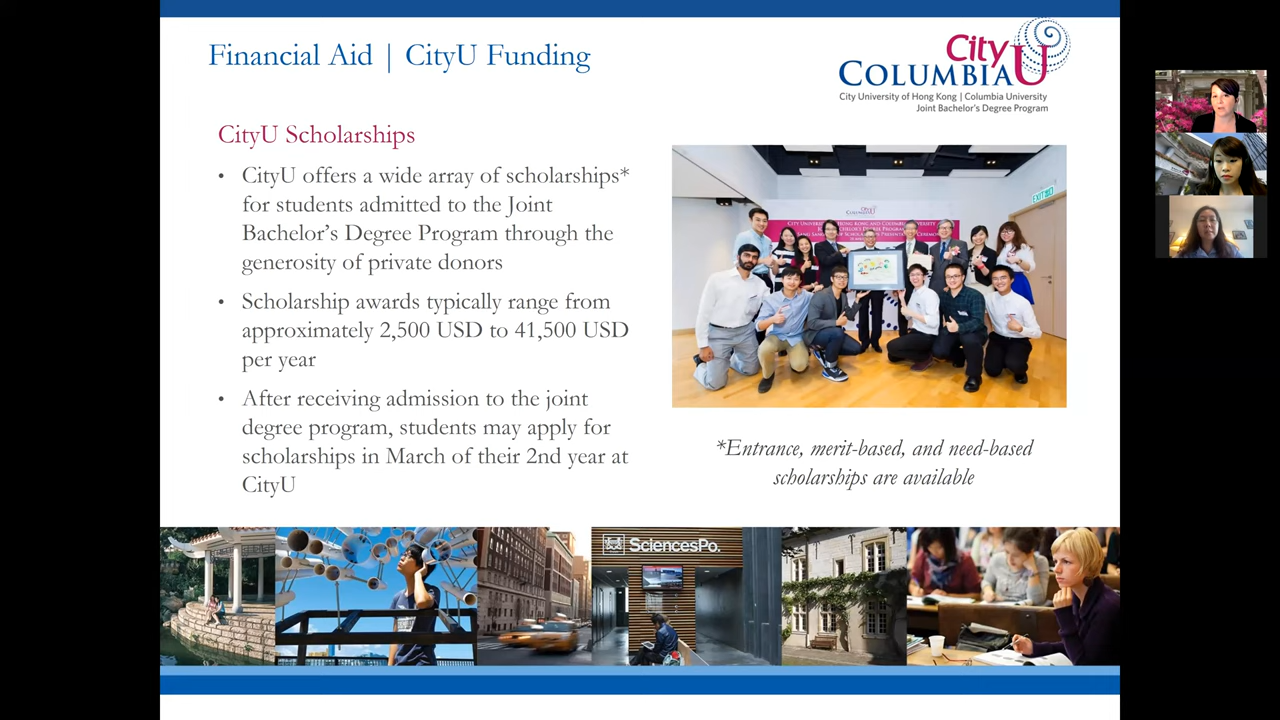 Financial Aid | CityU Funding
City
COLUMBIAU
City University of Hong Kong | Columbia University
Joint Bachelor's Degree Program
CityU Scholarships
• CityU offers a wide array of scholarships*
for students admitted to the Joint
Bachelor's Degree Program through the
generosity of private donors
• Scholarship awards typically range from
approximately 2,500 USD to 41,500 USD
per year
• After receiving admission to the joint
degree program, students may apply for
scholarships in March of their 2nd year at
CityU
EXIT
*Entrance, merit-based, and need-based
scholarships are available
SciencesPo.